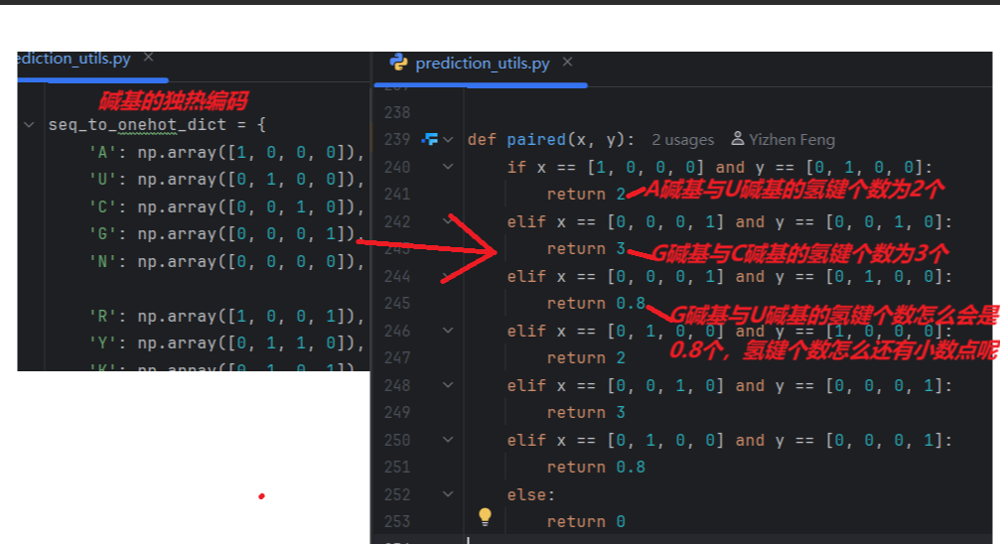 ediction_utils.py ×
碱基的独热编码
seq_to_onehot_dict = {
'A': np.array([1, 0, 0, 0]),
'U': np.array([0, 1, 0, 0]),
'C': np.array([0, 0, 1, 0]),
'G': np.array([0, 0, 0, 1]),
'N': np.array([0, 0, 0, 0]),
'R': np.array([1, 0, 0, 1]),
'Y': np.array([0, 1, 1, 0]),
'K': np.array([0, 1, 0, 1]),
prediction_utils.py ×
237
238
239 def paired(x, y): 2 usages Yizhen Feng
240 if x == [1, 0, 0, 0] and y == [0, 1, 0, 0]:
241 return 2 A碱基与U碱基的氢键个数为2个
242 elif x == [0, 0, 0, 1] and y == [0, 0, 1, 0]:
243 return 3 G碱基与C碱基的氢键个数为3个
244 elif x == [0, 0, 0, 1] and y == [0, 1, 0, 0]:
245 return 0.8 G碱基与U碱基的氢键个数怎么会是
246 elif x == [0, 1, 0, 0] and y == [1, 0, 0, 0]:
0.8个，氢键个数怎么还有小数点呢
247 return 2
248 elif x == [0, 0, 1, 0] and y == [0, 0, 0, 1]:
249 return 3
250 elif x == [0, 1, 0, 0] and y == [0, 0, 0, 1]:
251 return 0.8
252 else:
253 return 0